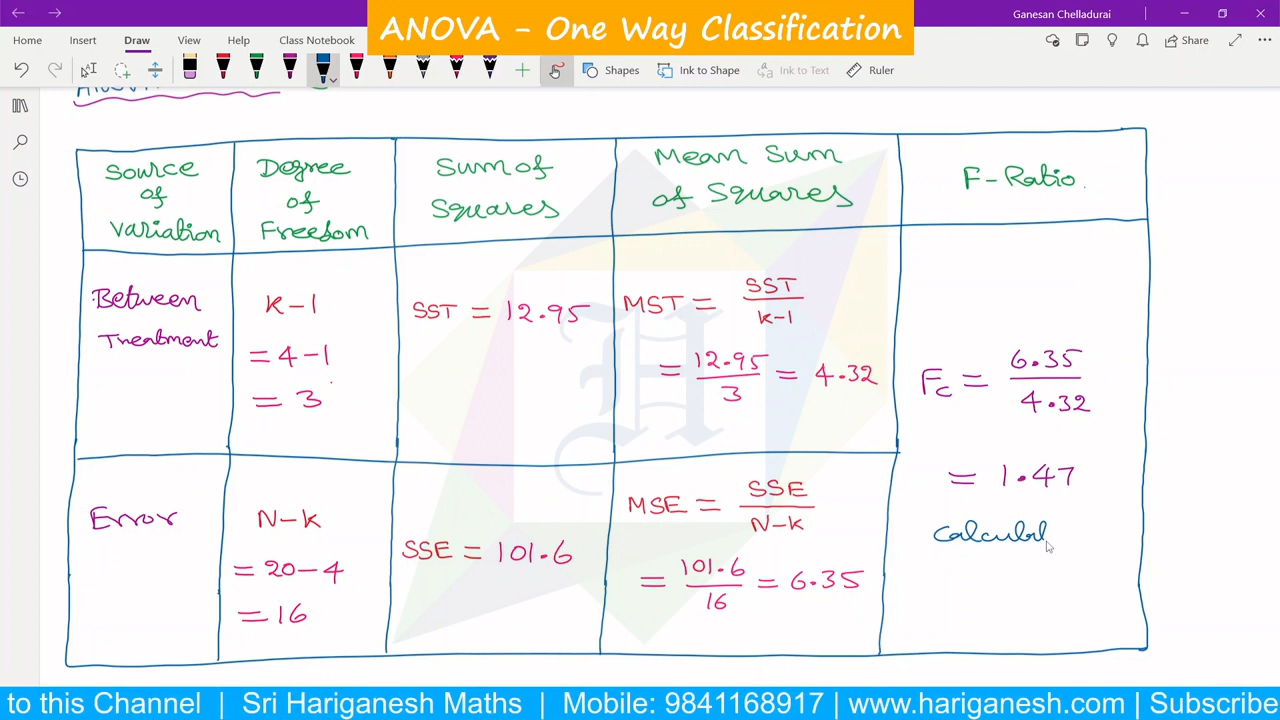 ANOVA - One Way Classification
Ganesan Chelladurai
Home
Insert
Draw
View
Help
Class Notebook
Share
Shapes
Ink to Shape
Ink to Text
Ruler
Source of Variation
Degree of Freedom
Sum of Squares
Mean Sum of Squares
F-Ratio.
Between Treatment
K-1
= 4-1
= 3
SST = 12.95
MST = SST/K-1
= 12.95/3 = 4.32
Fc = 6.35/4.32
= 1.47
Error
N-K
= 20-4
= 16
SSE = 101.6
MSE = SSE/N-K
= 101.6/16 = 6.35
to this Channel | Sri Hariganesh Maths | Mobile: 9841168917 | www.hariganesh.com | Subscribe